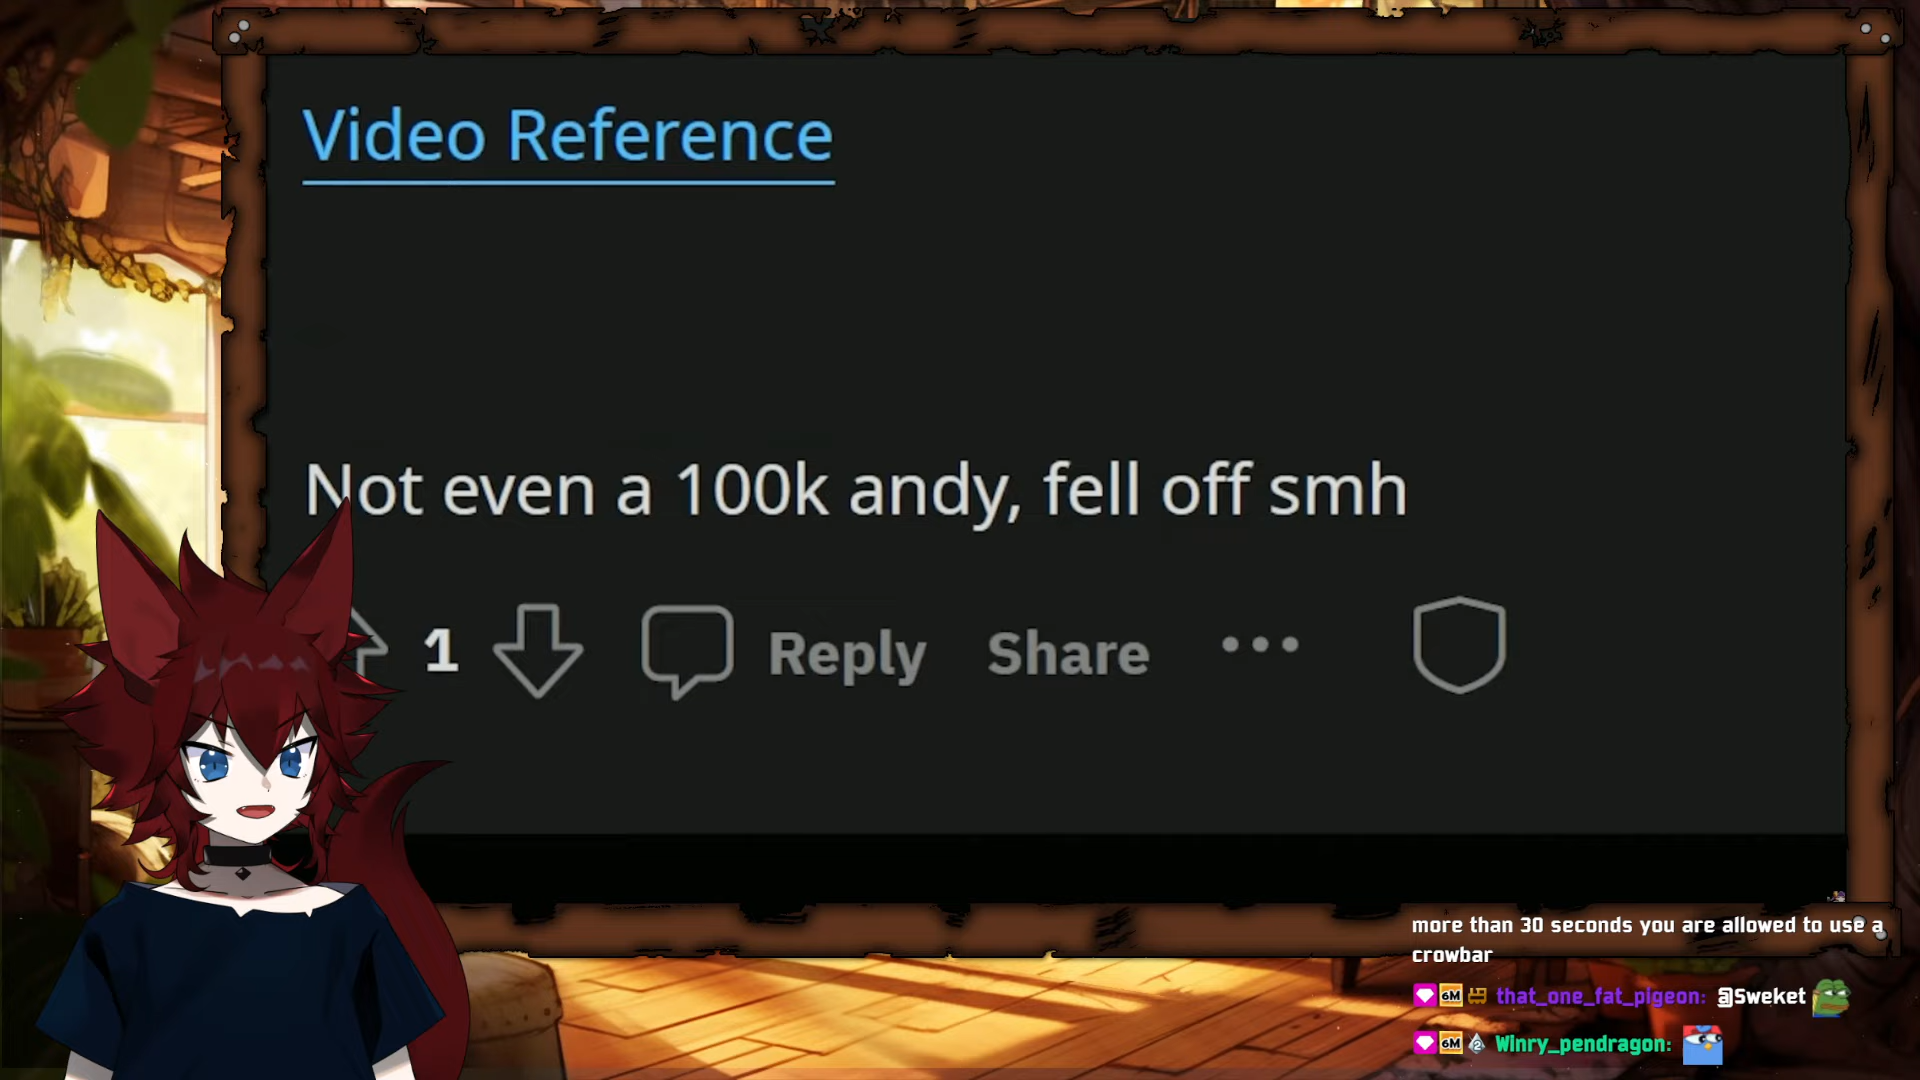 Video Reference
Not even a 100k andy, fell off smh
1 Reply Share
more than 30 seconds you are allowed to use a
crowbar
6M that_one_fat_pigeon: @Sweket
6M 2 Winry_pendragon: